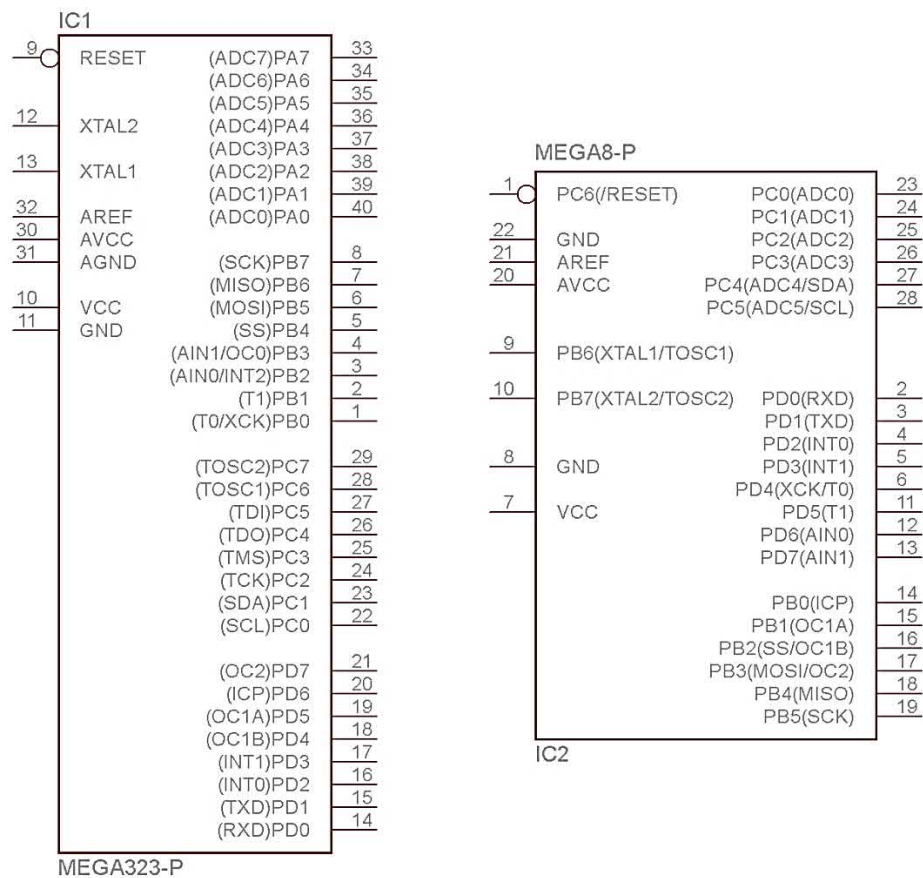 IC1
9 RESET (ADC7)PA7 33
(ADC6)PA6 34
(ADC5)PA5 35
12 XTAL2 (ADC4)PA4 36
(ADC3)PA3 37
13 XTAL1 (ADC2)PA2 38
(ADC1)PA1 39
32 AREF (ADC0)PA0 40
30 AVCC
31 AGND (SCK)PB7 8
(MISO)PB6 7
10 VCC (MOSI)PB5 6
11 GND (SS)PB4 5
(AIN1/OC0)PB3 4
(AIN0/INT2)PB2 3
(T1)PB1 2
(T0/XCK)PB0 1
(TOSC2)PC7 29
(TOSC1)PC6 28
(TDI)PC5 27
(TDO)PC4 26
(TMS)PC3 25
(TCK)PC2 24
(SDA)PC1 23
(SCL)PC0 22
(OC2)PD7 21
(ICP)PD6 20
(OC1A)PD5 19
(OC1B)PD4 18
(INT1)PD3 17
(INT0)PD2 16
(TXD)PD1 15
(RXD)PD0 14
MEGA323-P
MEGA8-P
1 PC6(/RESET) PC0(ADC0) 23
PC1(ADC1) 24
22 GND PC2(ADC2) 25
21 AREF PC3(ADC3) 26
20 AVCC PC4(ADC4/SDA) 27
PC5(ADC5/SCL) 28
9 PB6(XTAL1/TOSC1)
10 PB7(XTAL2/TOSC2) PD0(RXD) 2
PD1(TXD) 3
PD2(INT0) 4
8 GND PD3(INT1) 5
PD4(XCK/T0) 6
7 VCC PD5(T1) 11
PD6(AIN0) 12
PD7(AIN1) 13
PB0(ICP) 14
PB1(OC1A) 15
PB2(SS/OC1B) 16
PB3(MOSI/OC2) 17
PB4(MISO) 18
PB5(SCK) 19
IC2